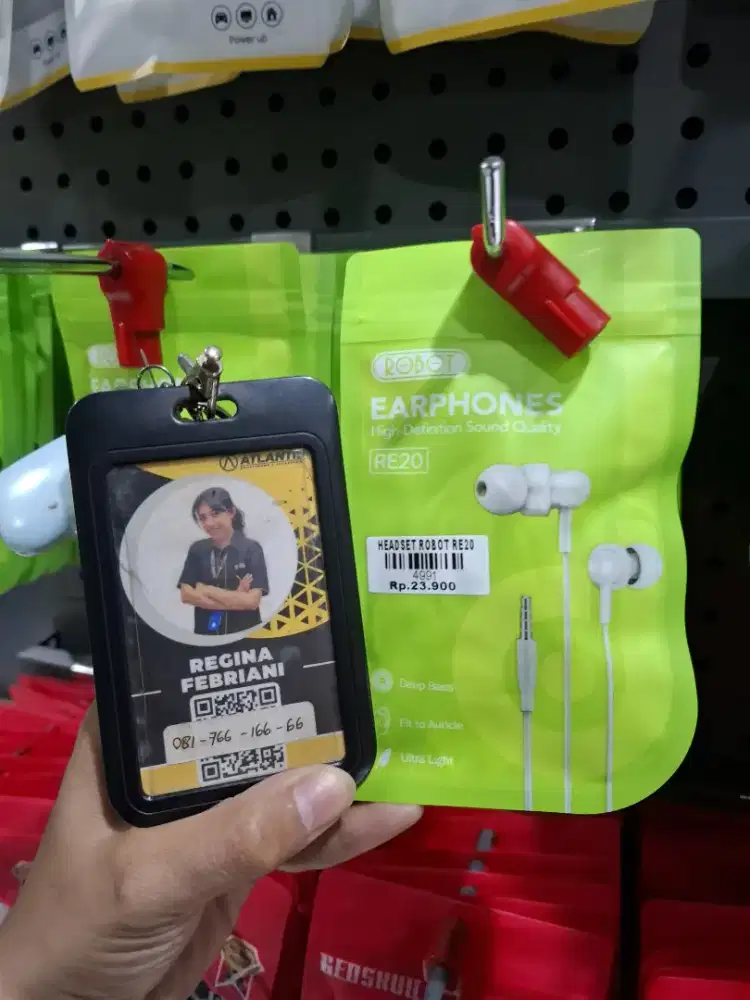 Power up
ROBOT
EARPHONES
High-Definition Sound Quality
RE20
HEADSET ROBOT RE20
4991
Rp.23.900
Deep Bass
Fit to Auricle
Ultra Light
REGINA
FEBRIANI
081-766-166-66